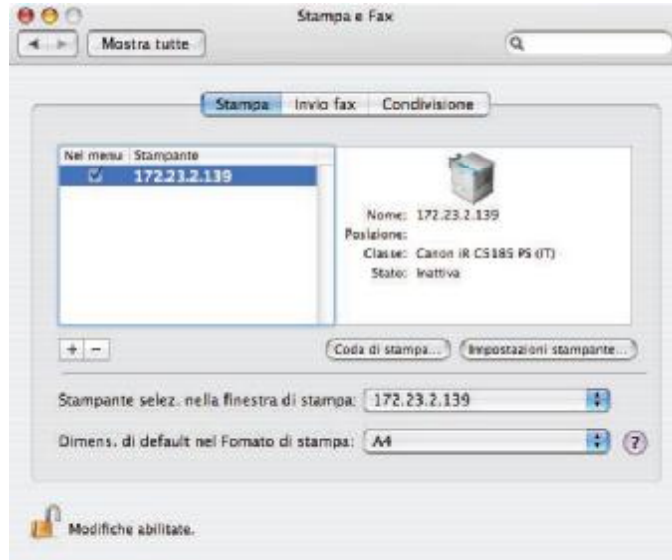 Stampa e Fax
Mostra tutte
Stampa Invio fax Condivisione
Nel menu Stampante
172.23.2.139
Nome: 172.23.2.139
Posizione:
Classe: Canon iR C5185 PS (IT)
Stato: Inattiva
+ -
Coda di stampa... Impostazioni stampante...
Stampante selez. nella finestra di stampa: 172.23.2.139
Dimens. di default nel Fomato di stampa: A4 ?
Modifiche abilitate.